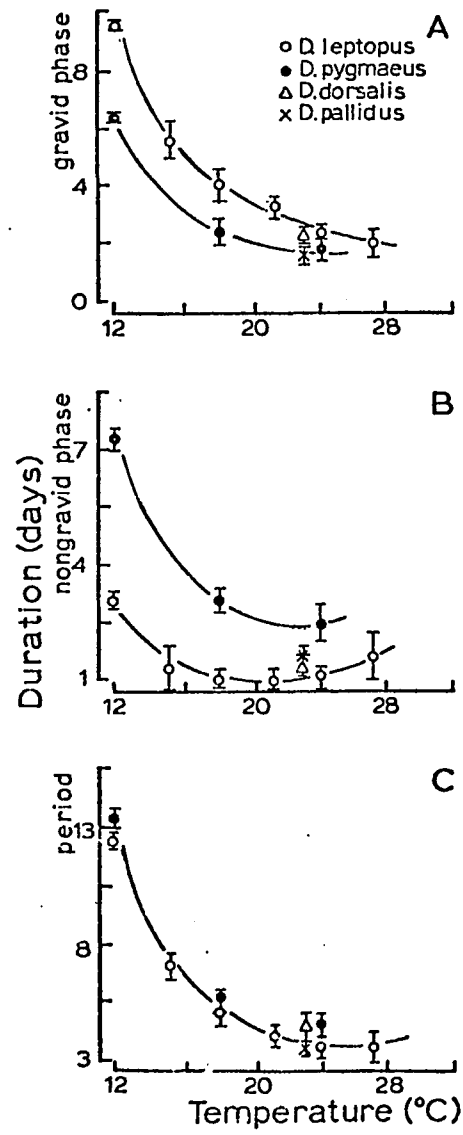 A
gravid phase
8
4
0
○ D. leptopus
● D. pygmaeus
△ D. dorsalis
× D. pallidus
12 20 28
B
Duration (days)
nongravid phase
7
4
1
12 20 28
C
period
13
8
3
12 20 28
Temperature (°C)